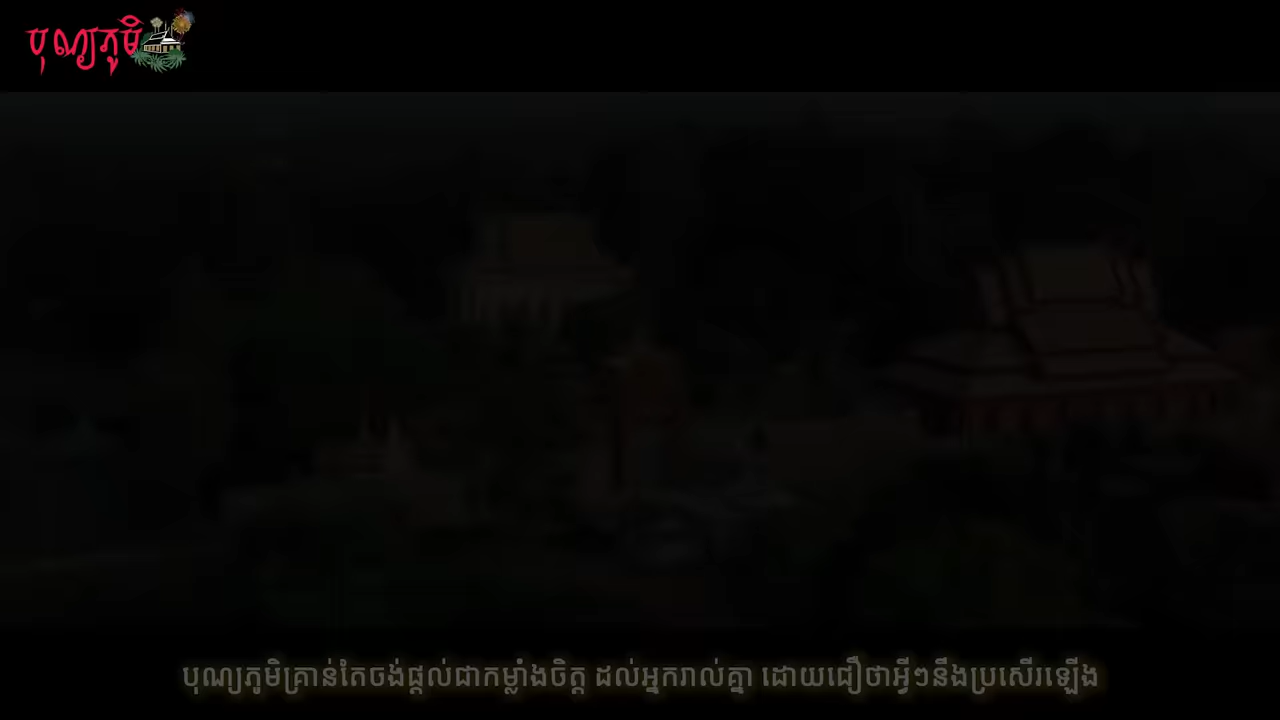 បុណ្យភូមិ
បុណ្យភូមិគ្រាន់តែចង់ផ្តល់ជាកម្លាំងចិត្ត ដល់អ្នករាល់គ្នា ដោយជឿថាអ្វីៗនឹងប្រសើរឡើង